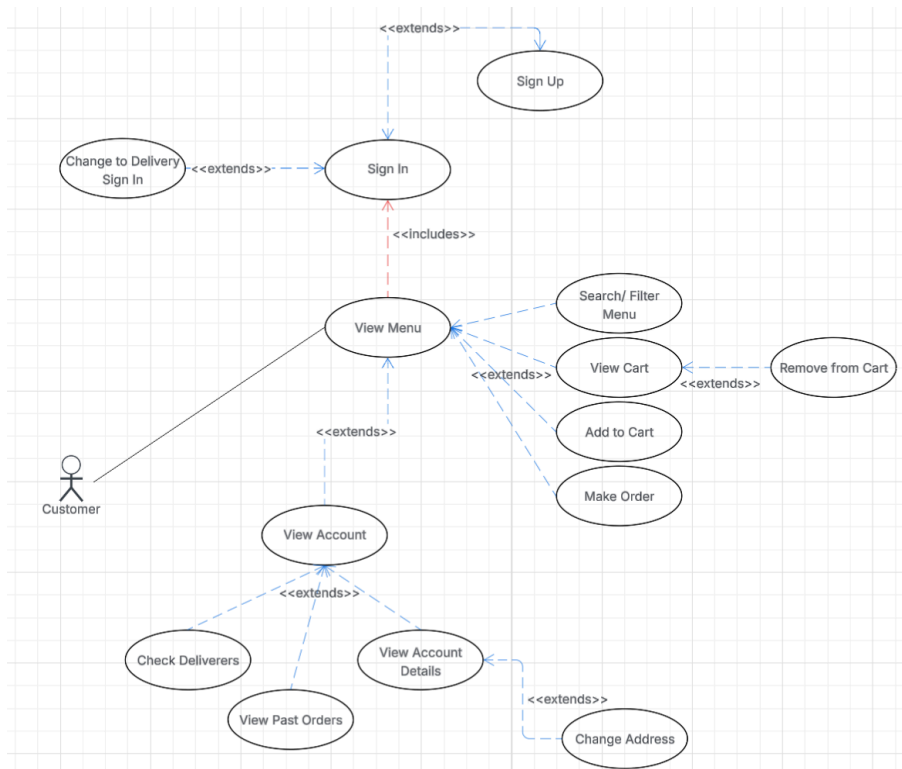 <<extends>>
Sign Up
Change to Delivery
Sign In
<<extends>>
Sign In
<<includes>>
Search/ Filter
Menu
View Menu
View Cart
<<extends>>
Remove from Cart
<<extends>>
Add to Cart
<<extends>>
Make Order
Customer
View Account
<<extends>>
Check Deliverers
View Account
Details
View Past Orders
<<extends>>
Change Address